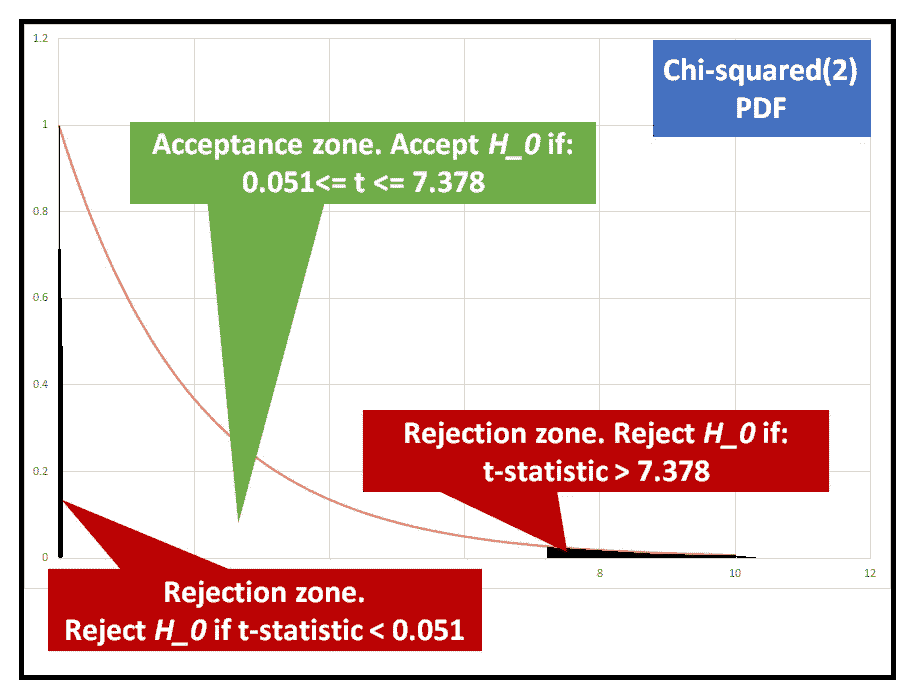 1.2
Chi-squared(2)
PDF
1
Acceptance zone. Accept H_0 if:
0.051<= t <= 7.378
0.8
0.6
0.4
Rejection zone. Reject H_0 if:
t-statistic > 7.378
0.2
0
8
10
12
Rejection zone.
Reject H_0 if t-statistic < 0.051